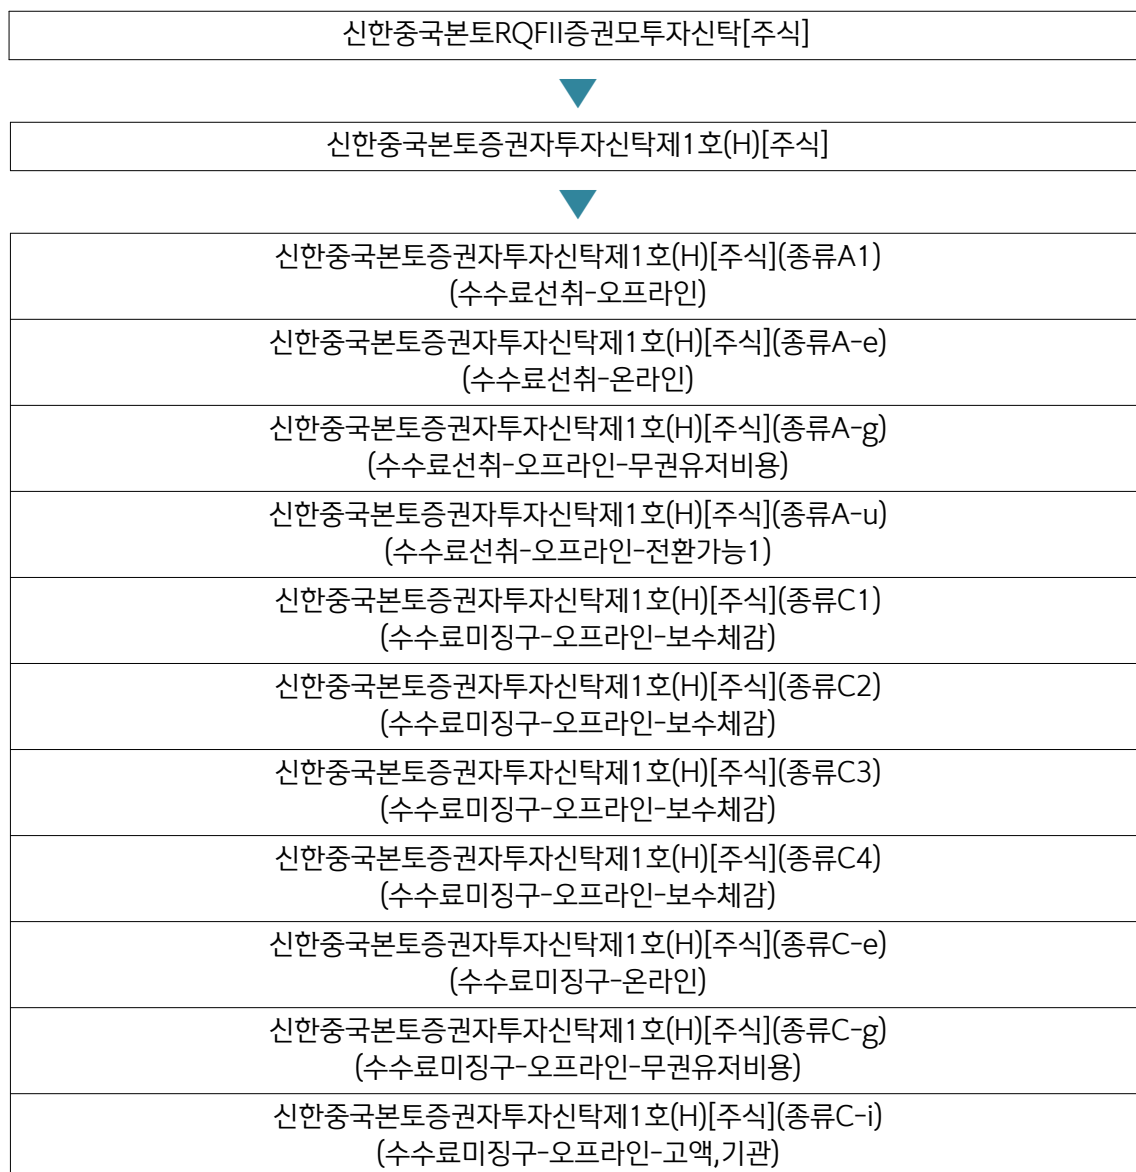 신한중국본토RQFII증권모투자신탁[주식]
신한중국본토증권자투자신탁제1호(H)[주식]
신한중국본토증권자투자신탁제1호(H)[주식](종류A1)
(수수료선취-오프라인)
신한중국본토증권자투자신탁제1호(H)[주식](종류A-e)
(수수료선취-온라인)
신한중국본토증권자투자신탁제1호(H)[주식](종류A-g)
(수수료선취-오프라인-무권유저비용)
신한중국본토증권자투자신탁제1호(H)[주식](종류A-u)
(수수료선취-오프라인-전환가능1)
신한중국본토증권자투자신탁제1호(H)[주식](종류C1)
(수수료미징구-오프라인-보수체감)
신한중국본토증권자투자신탁제1호(H)[주식](종류C2)
(수수료미징구-오프라인-보수체감)
신한중국본토증권자투자신탁제1호(H)[주식](종류C3)
(수수료미징구-오프라인-보수체감)
신한중국본토증권자투자신탁제1호(H)[주식](종류C4)
(수수료미징구-오프라인-보수체감)
신한중국본토증권자투자신탁제1호(H)[주식](종류C-e)
(수수료미징구-온라인)
신한중국본토증권자투자신탁제1호(H)[주식](종류C-g)
(수수료미징구-오프라인-무권유저비용)
신한중국본토증권자투자신탁제1호(H)[주식](종류C-i)
(수수료미징구-오프라인-고액,기관)